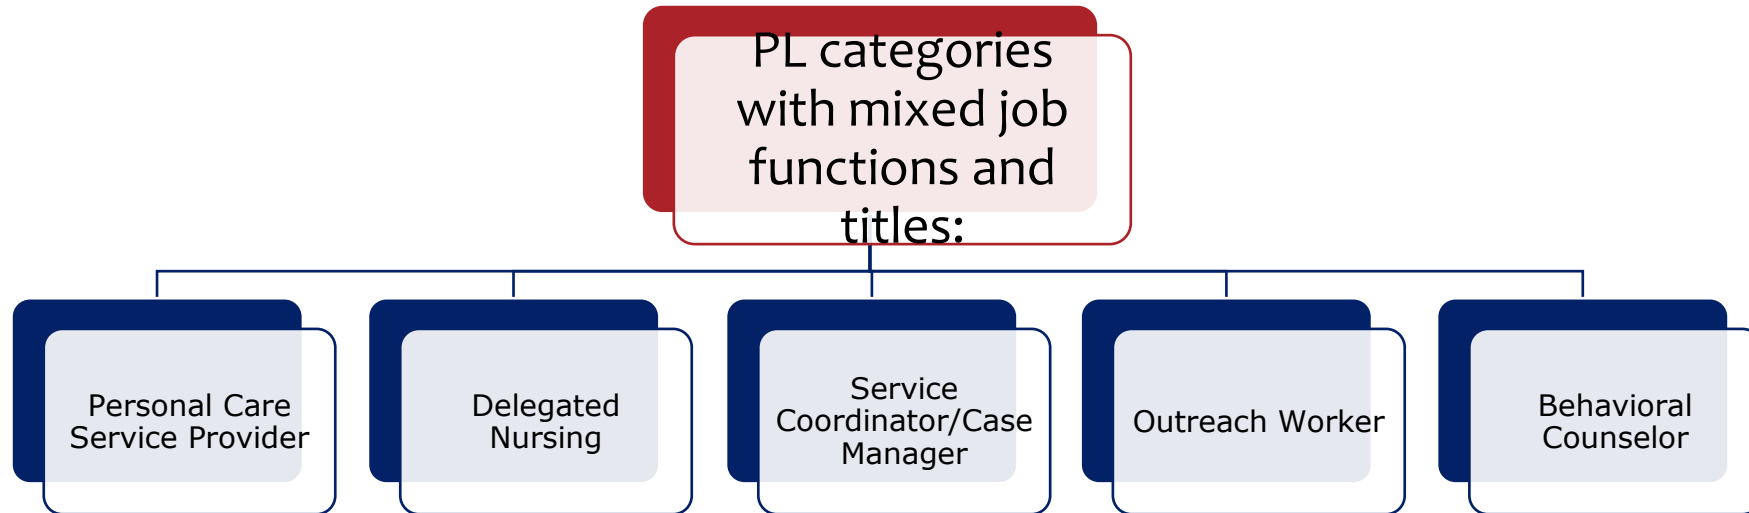 PL categories
with mixed job
functions and
titles:
Personal Care
Service Provider
Delegated
Nursing
Service
Coordinator/Case
Manager
Outreach Worker
Behavioral
Counselor